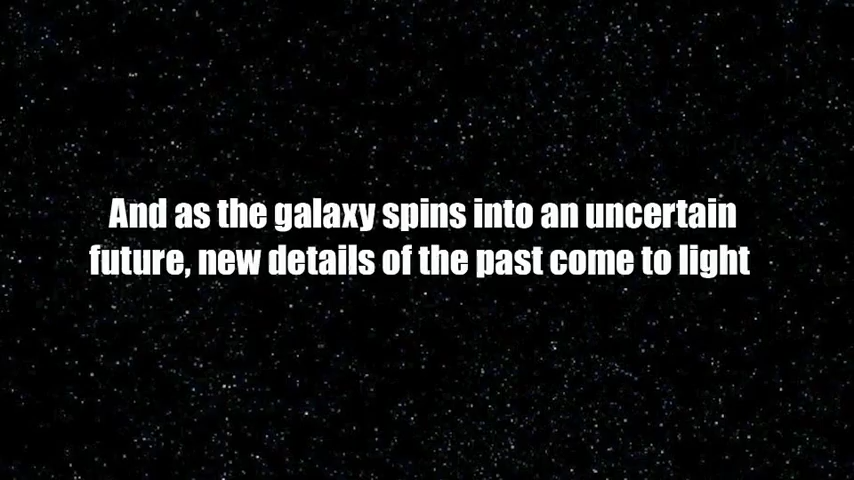 And as the galaxy spins into an uncertain
future, new details of the past come to light